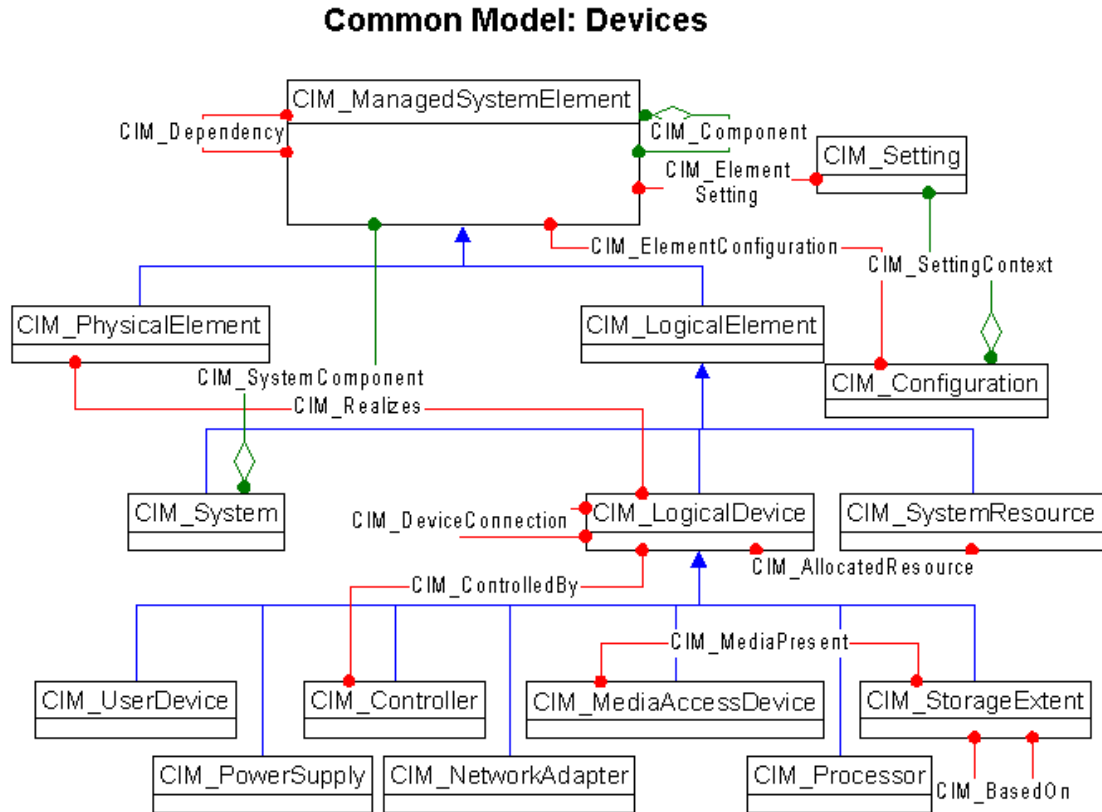 Common Model: Devices
CIM_ManagedSystemElement
CIM_Dependency
CIM_Component
CIM_Setting
CIM_Element
Setting
CIM_ElementConfiguration
CIM_SettingContext
CIM_PhysicalElement
CIM_LogicalElement
CIM_SystemComponent
CIM_Configuration
CIM_Realizes
CIM_System
CIM_DeviceConnection
CIM_LogicalDevice
CIM_SystemResource
CIM_AllocatedResource
CIM_ControlledBy
CIM_MediaPresent
CIM_UserDevice
CIM_Controller
CIM_MediaAccessDevice
CIM_StorageExtent
CIM_PowerSupply
CIM_NetworkAdapter
CIM_Processor
CIM_BasedOn